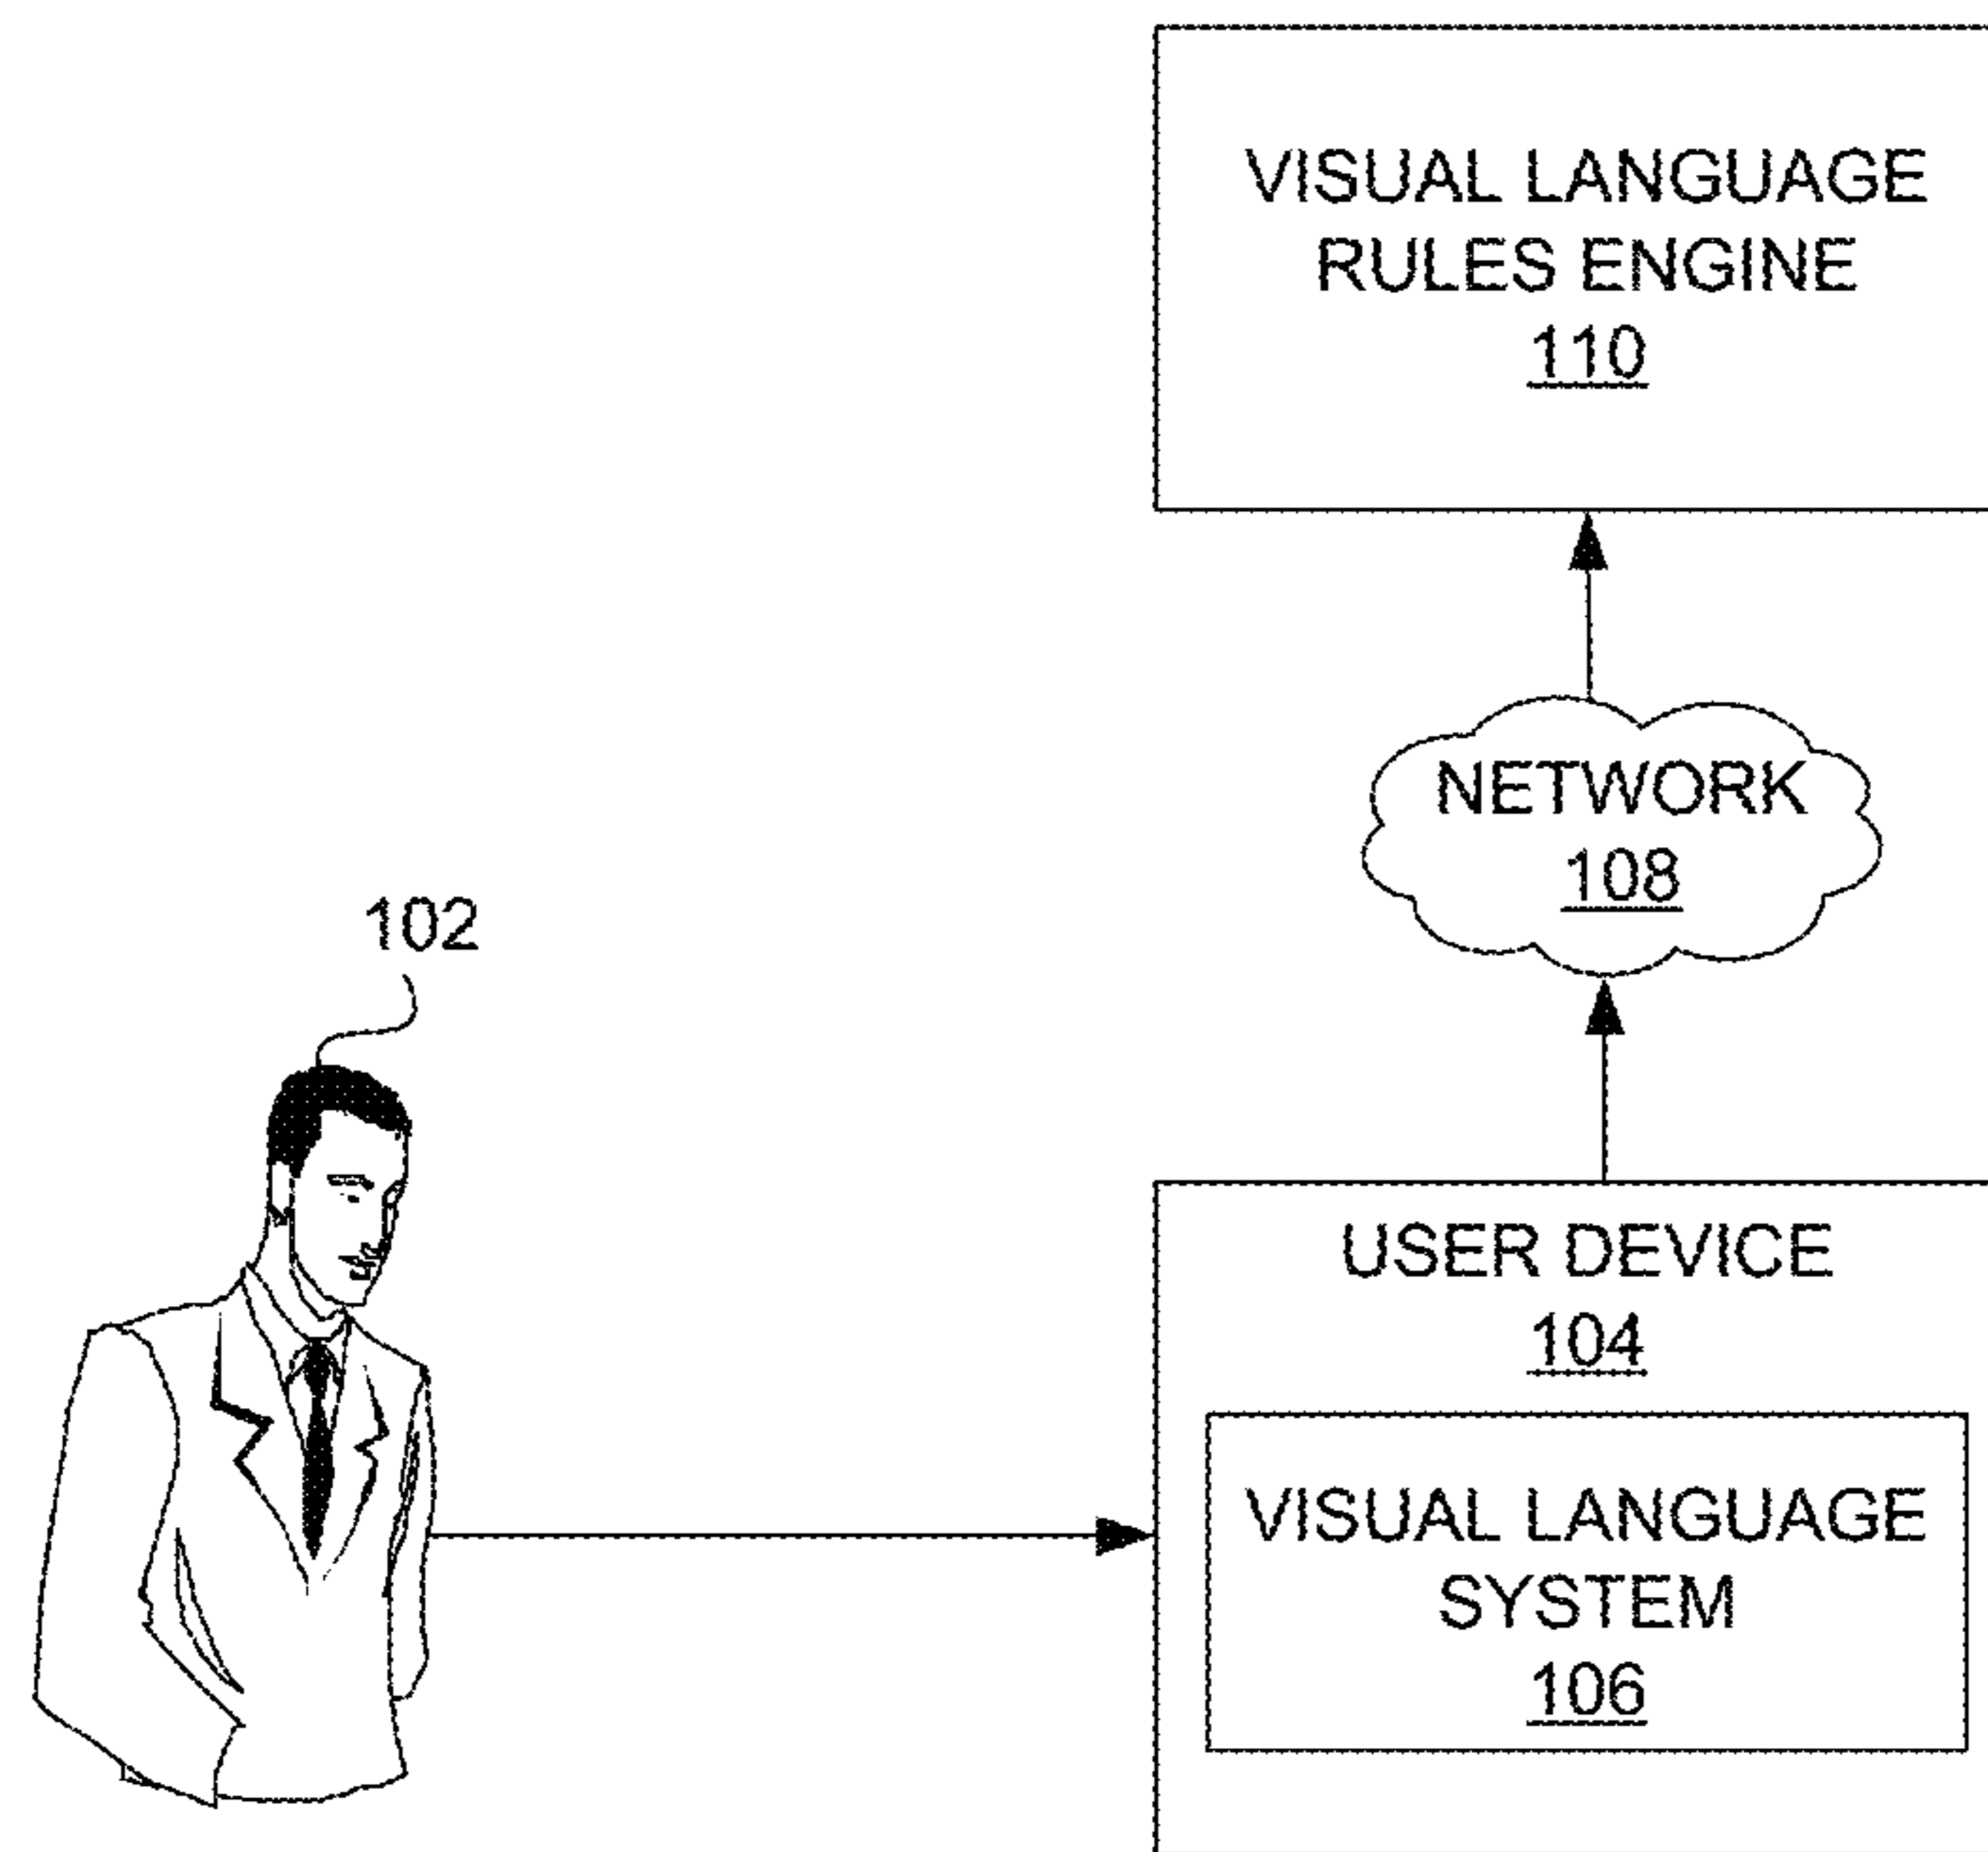 VISUAL LANGUAGE
RULES ENGINE
110
NETWORK
108
102
USER DEVICE
104
VISUAL LANGUAGE
SYSTEM
106